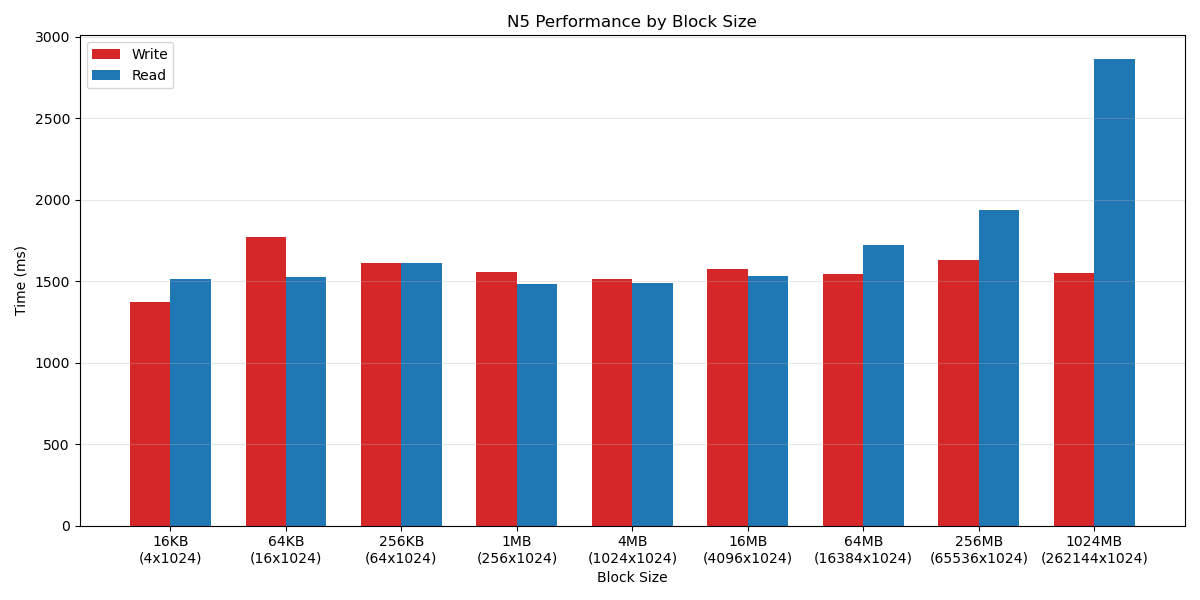 N5 Performance by Block Size
Write
Read
Time (ms)
3000
2500
2000
1500
1000
500
0
16KB
(4x1024)
64KB
(16x1024)
256KB
(64x1024)
1MB
(256x1024)
4MB
(1024x1024)
16MB
(4096x1024)
64MB
(16384x1024)
256MB
(65536x1024)
1024MB
(262144x1024)
Block Size